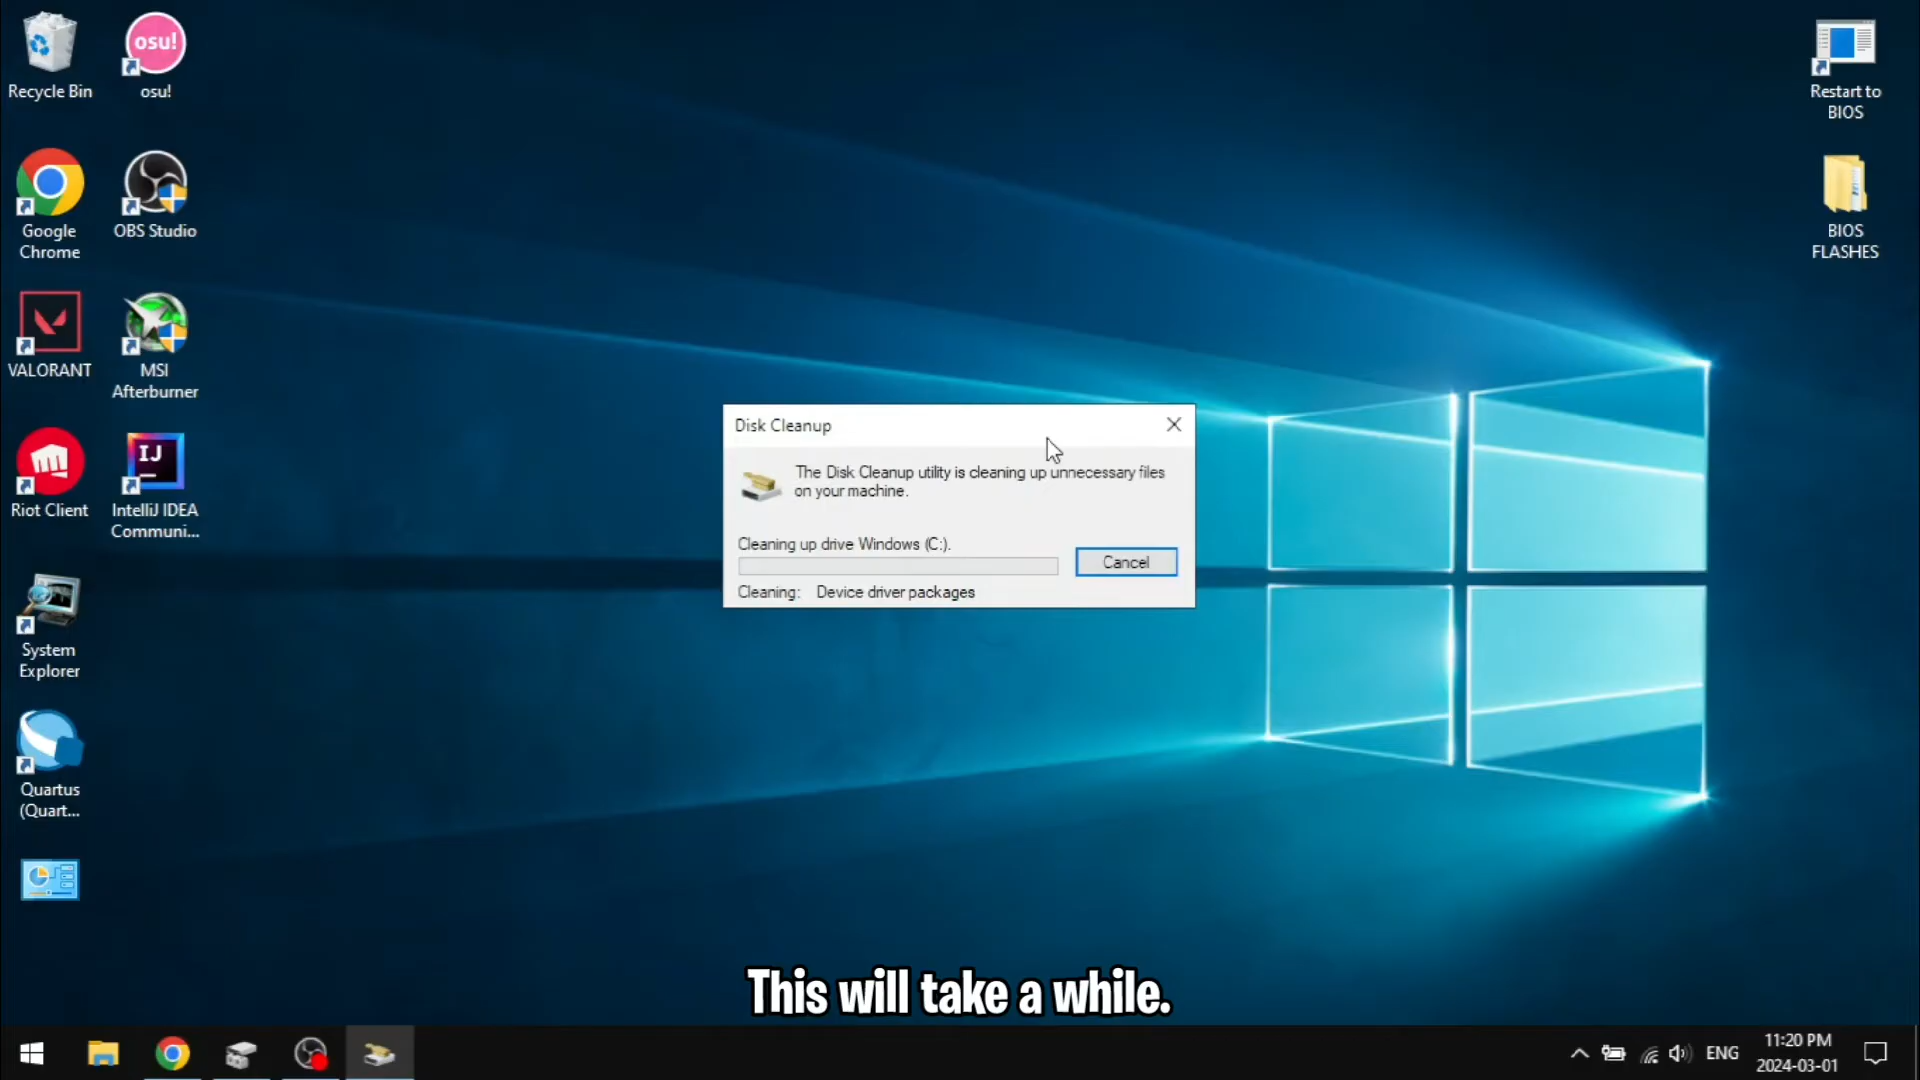 Recycle Bin
osu!
osu!
Google
Chrome
OBS Studio
VALORANT
MSI
Afterburner
Riot Client
IJ
IntelliJ IDEA
Communi...
System
Explorer
Quartus
(Quart...
Restart to
BIOS
BIOS
FLASHES
Disk Cleanup
The Disk Cleanup utility is cleaning up unnecessary files
on your machine.
Cleaning up drive Windows (C:).
Cancel
Cleaning: Device driver packages
This will take a while.
ENG
11:20 PM
2024-03-01